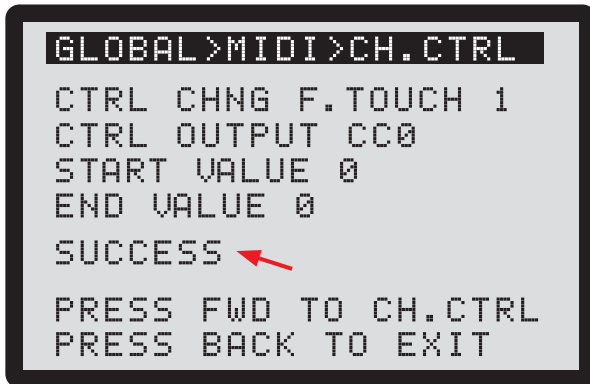 GLOBAL>MIDI>CH.CTRL
CTRL CHNG F.TOUCH 1
CTRL OUTPUT CC0
START VALUE 0
END VALUE 0
SUCCESS
PRESS FWD TO CH.CTRL
PRESS BACK TO EXIT